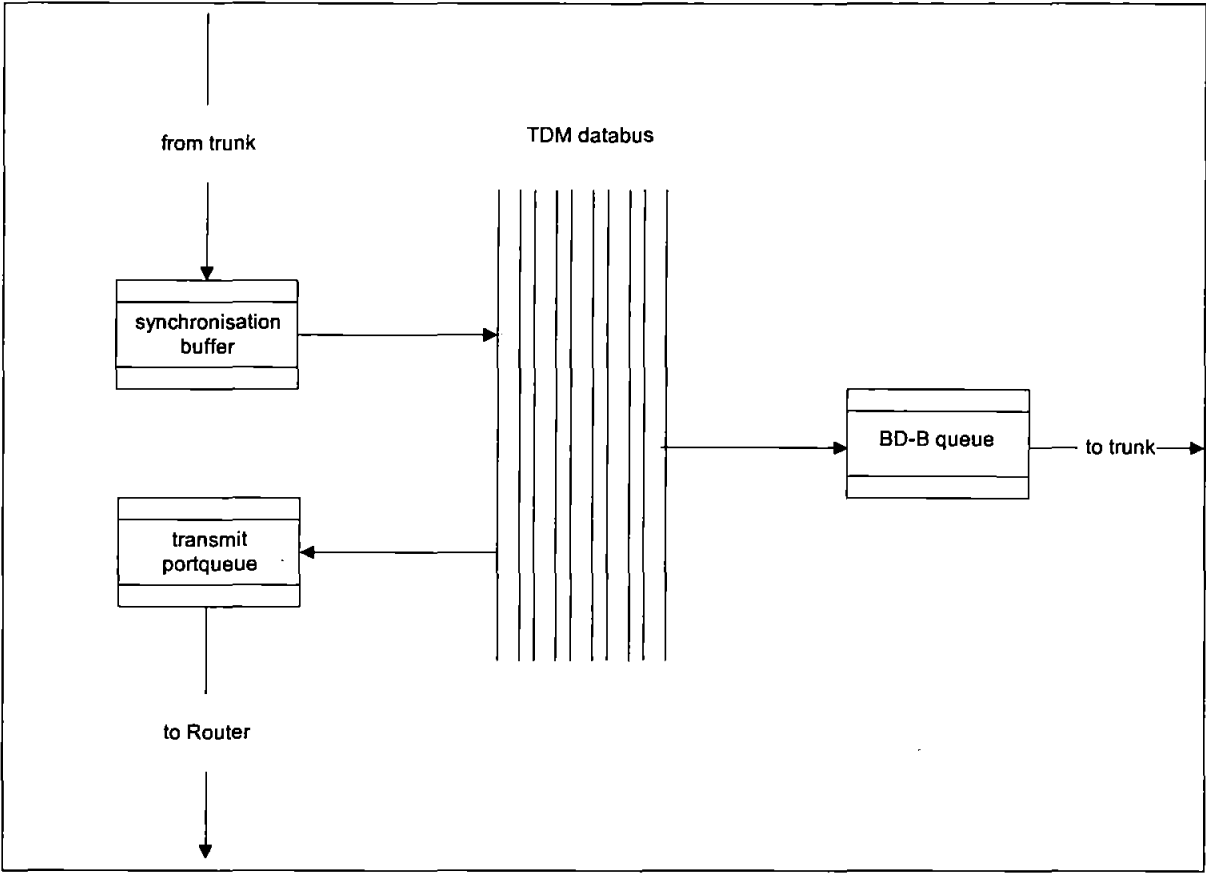 from trunk
TDM databus
synchronisation
buffer
BD-B queue
to trunk
transmit
portqueue
to Router